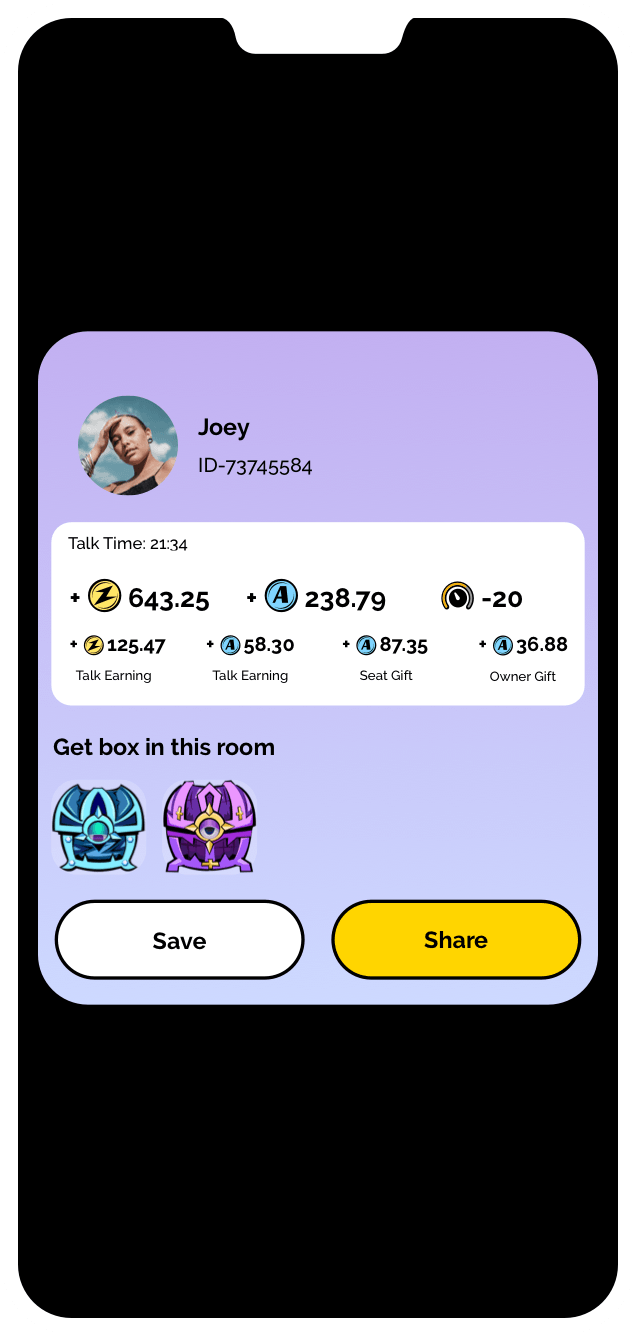 Joey
ID-73745584
Talk Time: 21:34
+ Z 643.25 + A 238.79 -20
+ Z 125.47 + A 58.30 + A 87.35 + A 36.88
Talk Earning Talk Earning Seat Gift Owner Gift
Get box in this room
Save Share